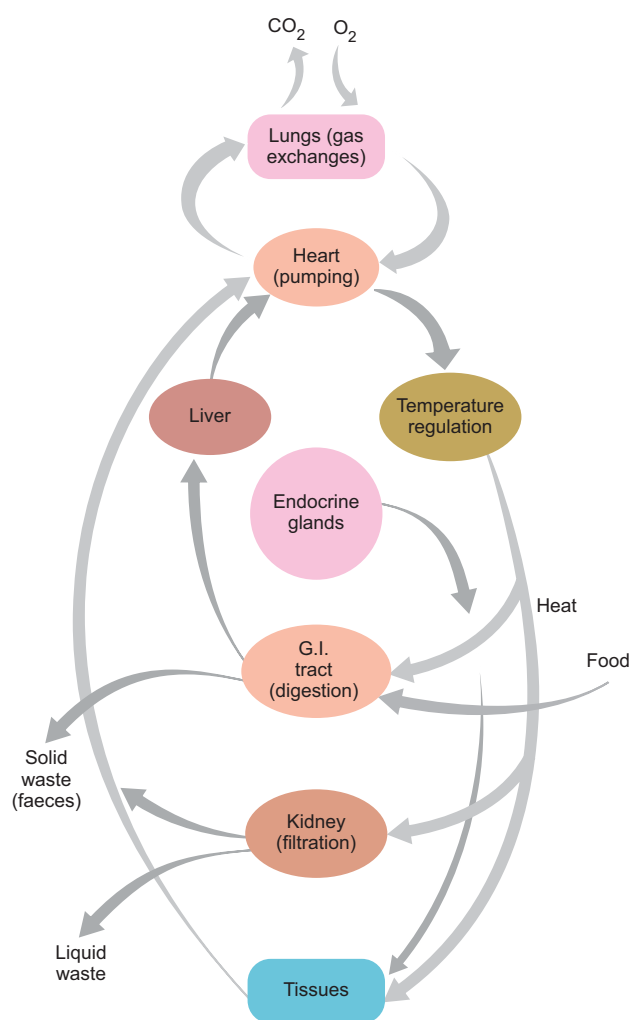 CO₂
O₂
Lungs (gas
exchanges)
Heart
(pumping)
Liver
Temperature
regulation
Endocrine
glands
Heat
G.I.
tract
(digestion)
Food
Solid
waste
(faeces)
Kidney
(filtration)
Liquid
waste
Tissues